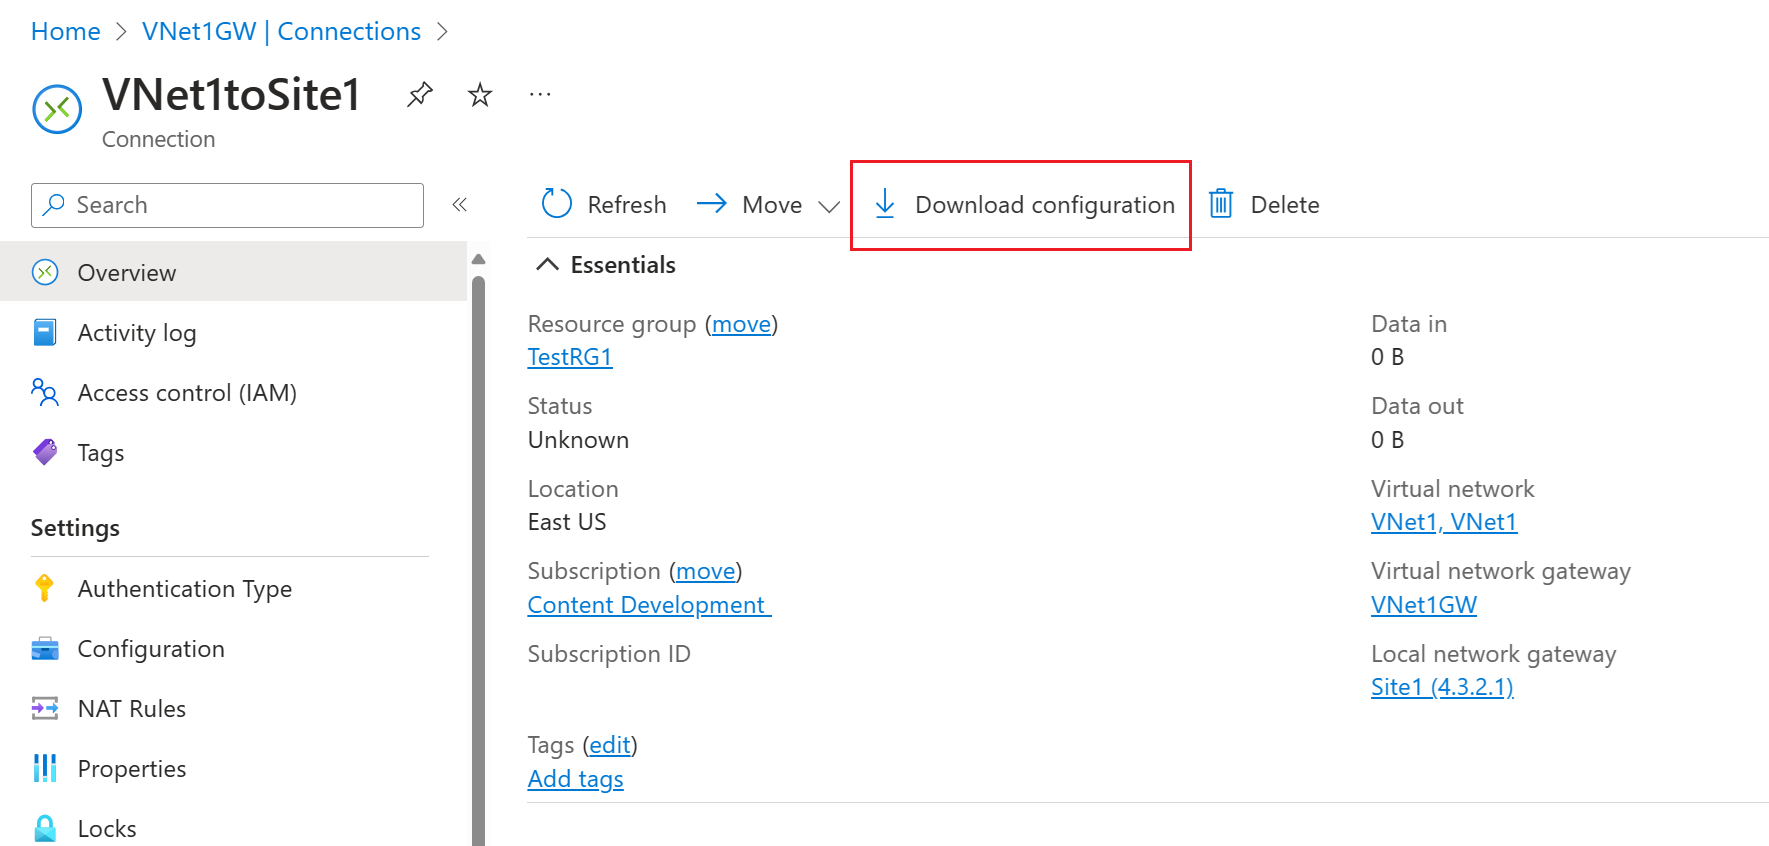 Home > VNet1GW | Connections >
VNet1toSite1
...
Connection
Search
«
Refresh
Move
Download configuration
Delete
Overview
Activity log
Access control (IAM)
Tags
Settings
Authentication Type
Configuration
NAT Rules
Properties
Locks
Essentials
Resource group (move)
TestRG1
Status
Unknown
Location
East US
Subscription (move)
Content Development
Subscription ID
Data in
0 B
Data out
0 B
Virtual network
VNet1, VNet1
Virtual network gateway
VNet1GW
Local network gateway
Site1 (4.3.2.1)
Tags (edit)
Add tags